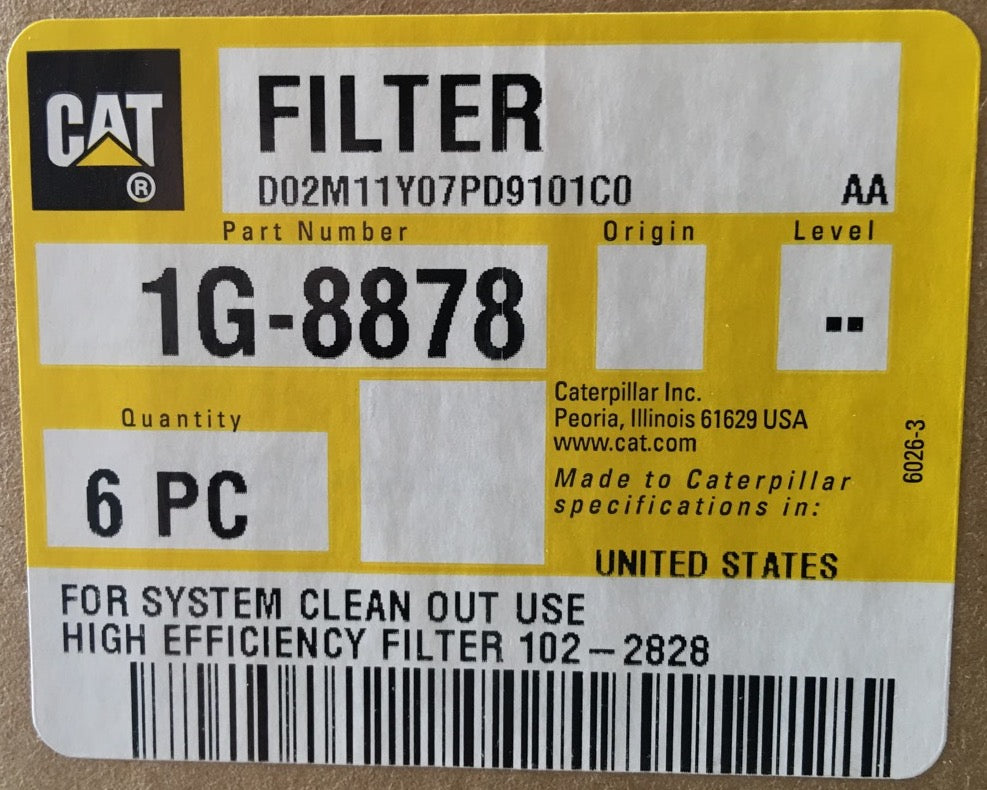 CAT
®
FILTER
D02M11Y07PD9101C0 AA
Part Number Origin Level
1G-8878 --
Quantity
6 PC
Caterpillar Inc.
Peoria, Illinois 61629 USA
www.cat.com
Made to Caterpillar
specifications in:
UNITED STATES
6026-3
FOR SYSTEM CLEAN OUT USE
HIGH EFFICIENCY FILTER 102–2828